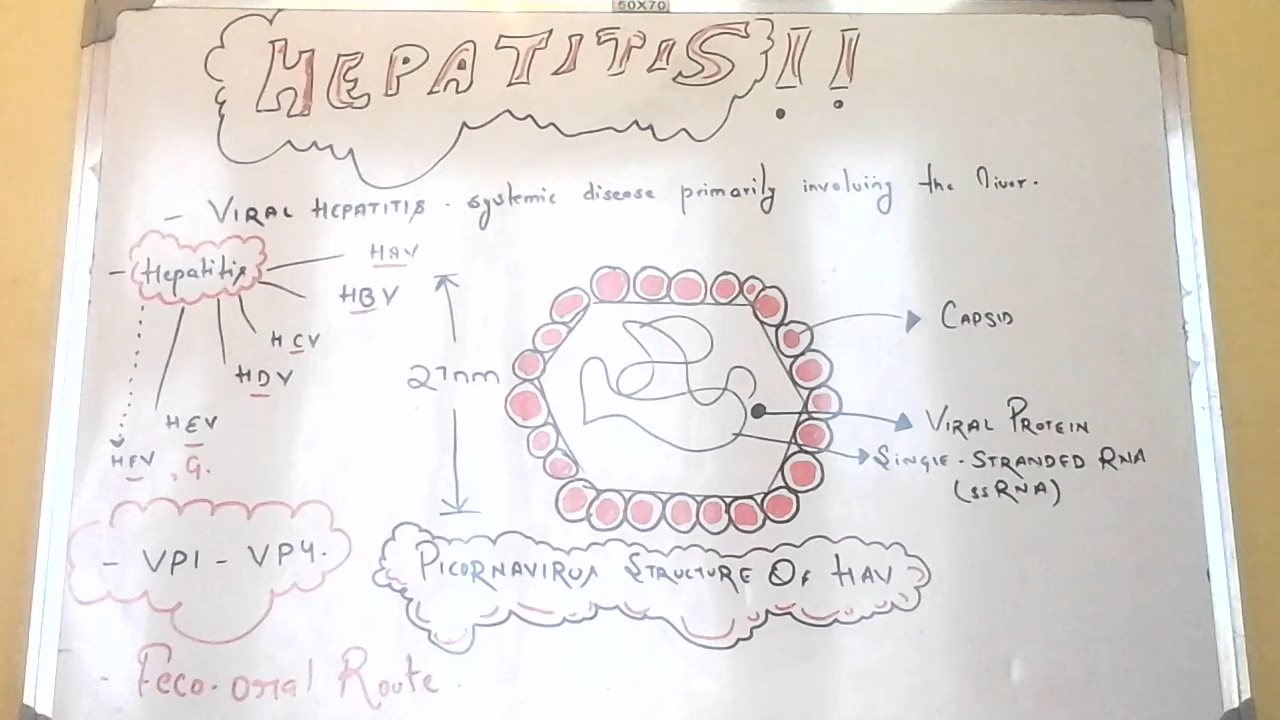 50X70
HEPATITIS!!
- VIRAL HEPATITIS - systemic disease primarily involving the liver.
- Hepatitis
HAV
HBV
HCV
HDV
HEV
HFV, G.
27nm
CAPSID
VIRAL PROTEIN
SINGLE-STRANDED RNA
(ssRNA)
- VP1 - VP4.
PICORNAVIRUS STRUCTURE OF HAV
- Feco-oral Route.